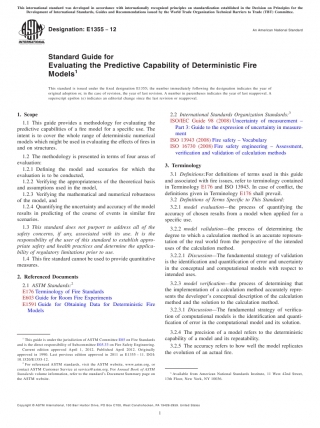 This international standard was developed in accordance with internationally recognized principles on standardization established in the Decision on Principles for the
Development of International Standards, Guides and Recommendations issued by the World Trade Organization Technical Barriers to Trade (TBT) Committee.
Designation: E1355 − 12
An American National Standard
ASTM
INTERNATIONAL
Standard Guide for
Evaluating the Predictive Capability of Deterministic Fire
Models1
This standard is issued under the fixed designation E1355; the number immediately following the designation indicates the year of
original adoption or, in the case of revision, the year of last revision. A number in parentheses indicates the year of last reapproval. A
superscript epsilon (ε) indicates an editorial change since the last revision or reapproval.
1. Scope
1.1 This guide provides a methodology for evaluating the
predictive capabilities of a fire model for a specific use. The
intent is to cover the whole range of deterministic numerical
models which might be used in evaluating the effects of fires in
and on structures.
1.2 The methodology is presented in terms of four areas of
evaluation:
1.2.1 Defining the model and scenarios for which the
evaluation is to be conducted,
1.2.2 Verifying the appropriateness of the theoretical basis
and assumptions used in the model,
1.2.3 Verifying the mathematical and numerical robustness
of the model, and
1.2.4 Quantifying the uncertainty and accuracy of the model
results in predicting of the course of events in similar fire
scenarios.
1.3 This standard does not purport to address all of the
safety concerns, if any, associated with its use. It is the
responsibility of the user of this standard to establish appro-
priate safety and health practices and determine the applica-
bility of regulatory limitations prior to use.
1.4 This fire standard cannot be used to provide quantitative
measures.
2. Referenced Documents
2.1 ASTM Standards:2
E176 Terminology of Fire Standards
E603 Guide for Room Fire Experiments
E1591 Guide for Obtaining Data for Deterministic Fire
Models
1 This guide is under the jurisdiction of ASTM Committee E05 on Fire Standards
and is the direct responsibility of Subcommittee E05.33 on Fire Safety Engineering.
Current edition approved April 1, 2012. Published April 2012. Originally
approved in 1990. Last previous edition approved in 2011 as E1355 – 11. DOI:
10.1520/E1355-12.
2 For referenced ASTM standards, visit the ASTM website, www.astm.org, or
contact ASTM Customer Service at service@astm.org. For Annual Book of ASTM
Standards volume information, refer to the standard's Document Summary page on
the ASTM website.
2.2 International Standards Organization Standards:3
ISO/IEC Guide 98 (2008) Uncertainty of measurement –
Part 3: Guide to the expression of uncertainty in measure-
ment
ISO 13943 (2008) Fire safety – Vocabulary
ISO 16730 (2008) Fire safety engineering – Assessment,
verification and validation of calculation methods
3. Terminology
3.1 Definitions:For definitions of terms used in this guide
and associated with fire issues, refer to terminology contained
in Terminology E176 and ISO 13943. In case of conflict, the
definitions given in Terminology E176 shall prevail.
3.2 Definitions of Terms Specific to This Standard:
3.2.1 model evaluation—the process of quantifying the
accuracy of chosen results from a model when applied for a
specific use.
3.2.2 model validation—the process of determining the
degree to which a calculation method is an accurate represen-
tation of the real world from the perspective of the intended
uses of the calculation method.
3.2.2.1 Discussion—The fundamental strategy of validation
is the identification and quantification of error and uncertainty
in the conceptual and computational models with respect to
intended uses.
3.2.3 model verification—the process of determining that
the implementation of a calculation method accurately repre-
sents the developer's conceptual description of the calculation
method and the solution to the calculation method.
3.2.3.1 Discussion—The fundamental strategy of verifica-
tion of computational models is the identification and quanti-
fication of error in the computational model and its solution.
3.2.4 The precision of a model refers to the deterministic
capability of a model and its repeatability.
3.2.5 The accuracy refers to how well the model replicates
the evolution of an actual fire.
3 Available from American National Standards Institute, 11 West 42nd Street,
13th Floor, New York, NY 10036.
Copyright © ASTM International, 100 Barr Harbor Drive, PO Box C700, West Conshohocken, PA 19428-2959. United States
1